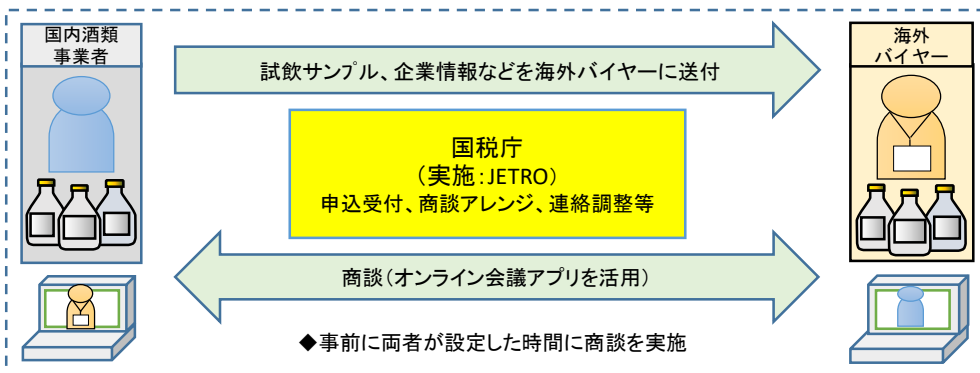 国内酒類
事業者
試飲サンプル、企業情報などを海外バイヤーに送付
海外
バイヤー
国税庁
（実施：JETRO）
申込受付、商談アレンジ、連絡調整等
商談（オンライン会議アプリを活用）
◆事前に両者が設定した時間に商談を実施